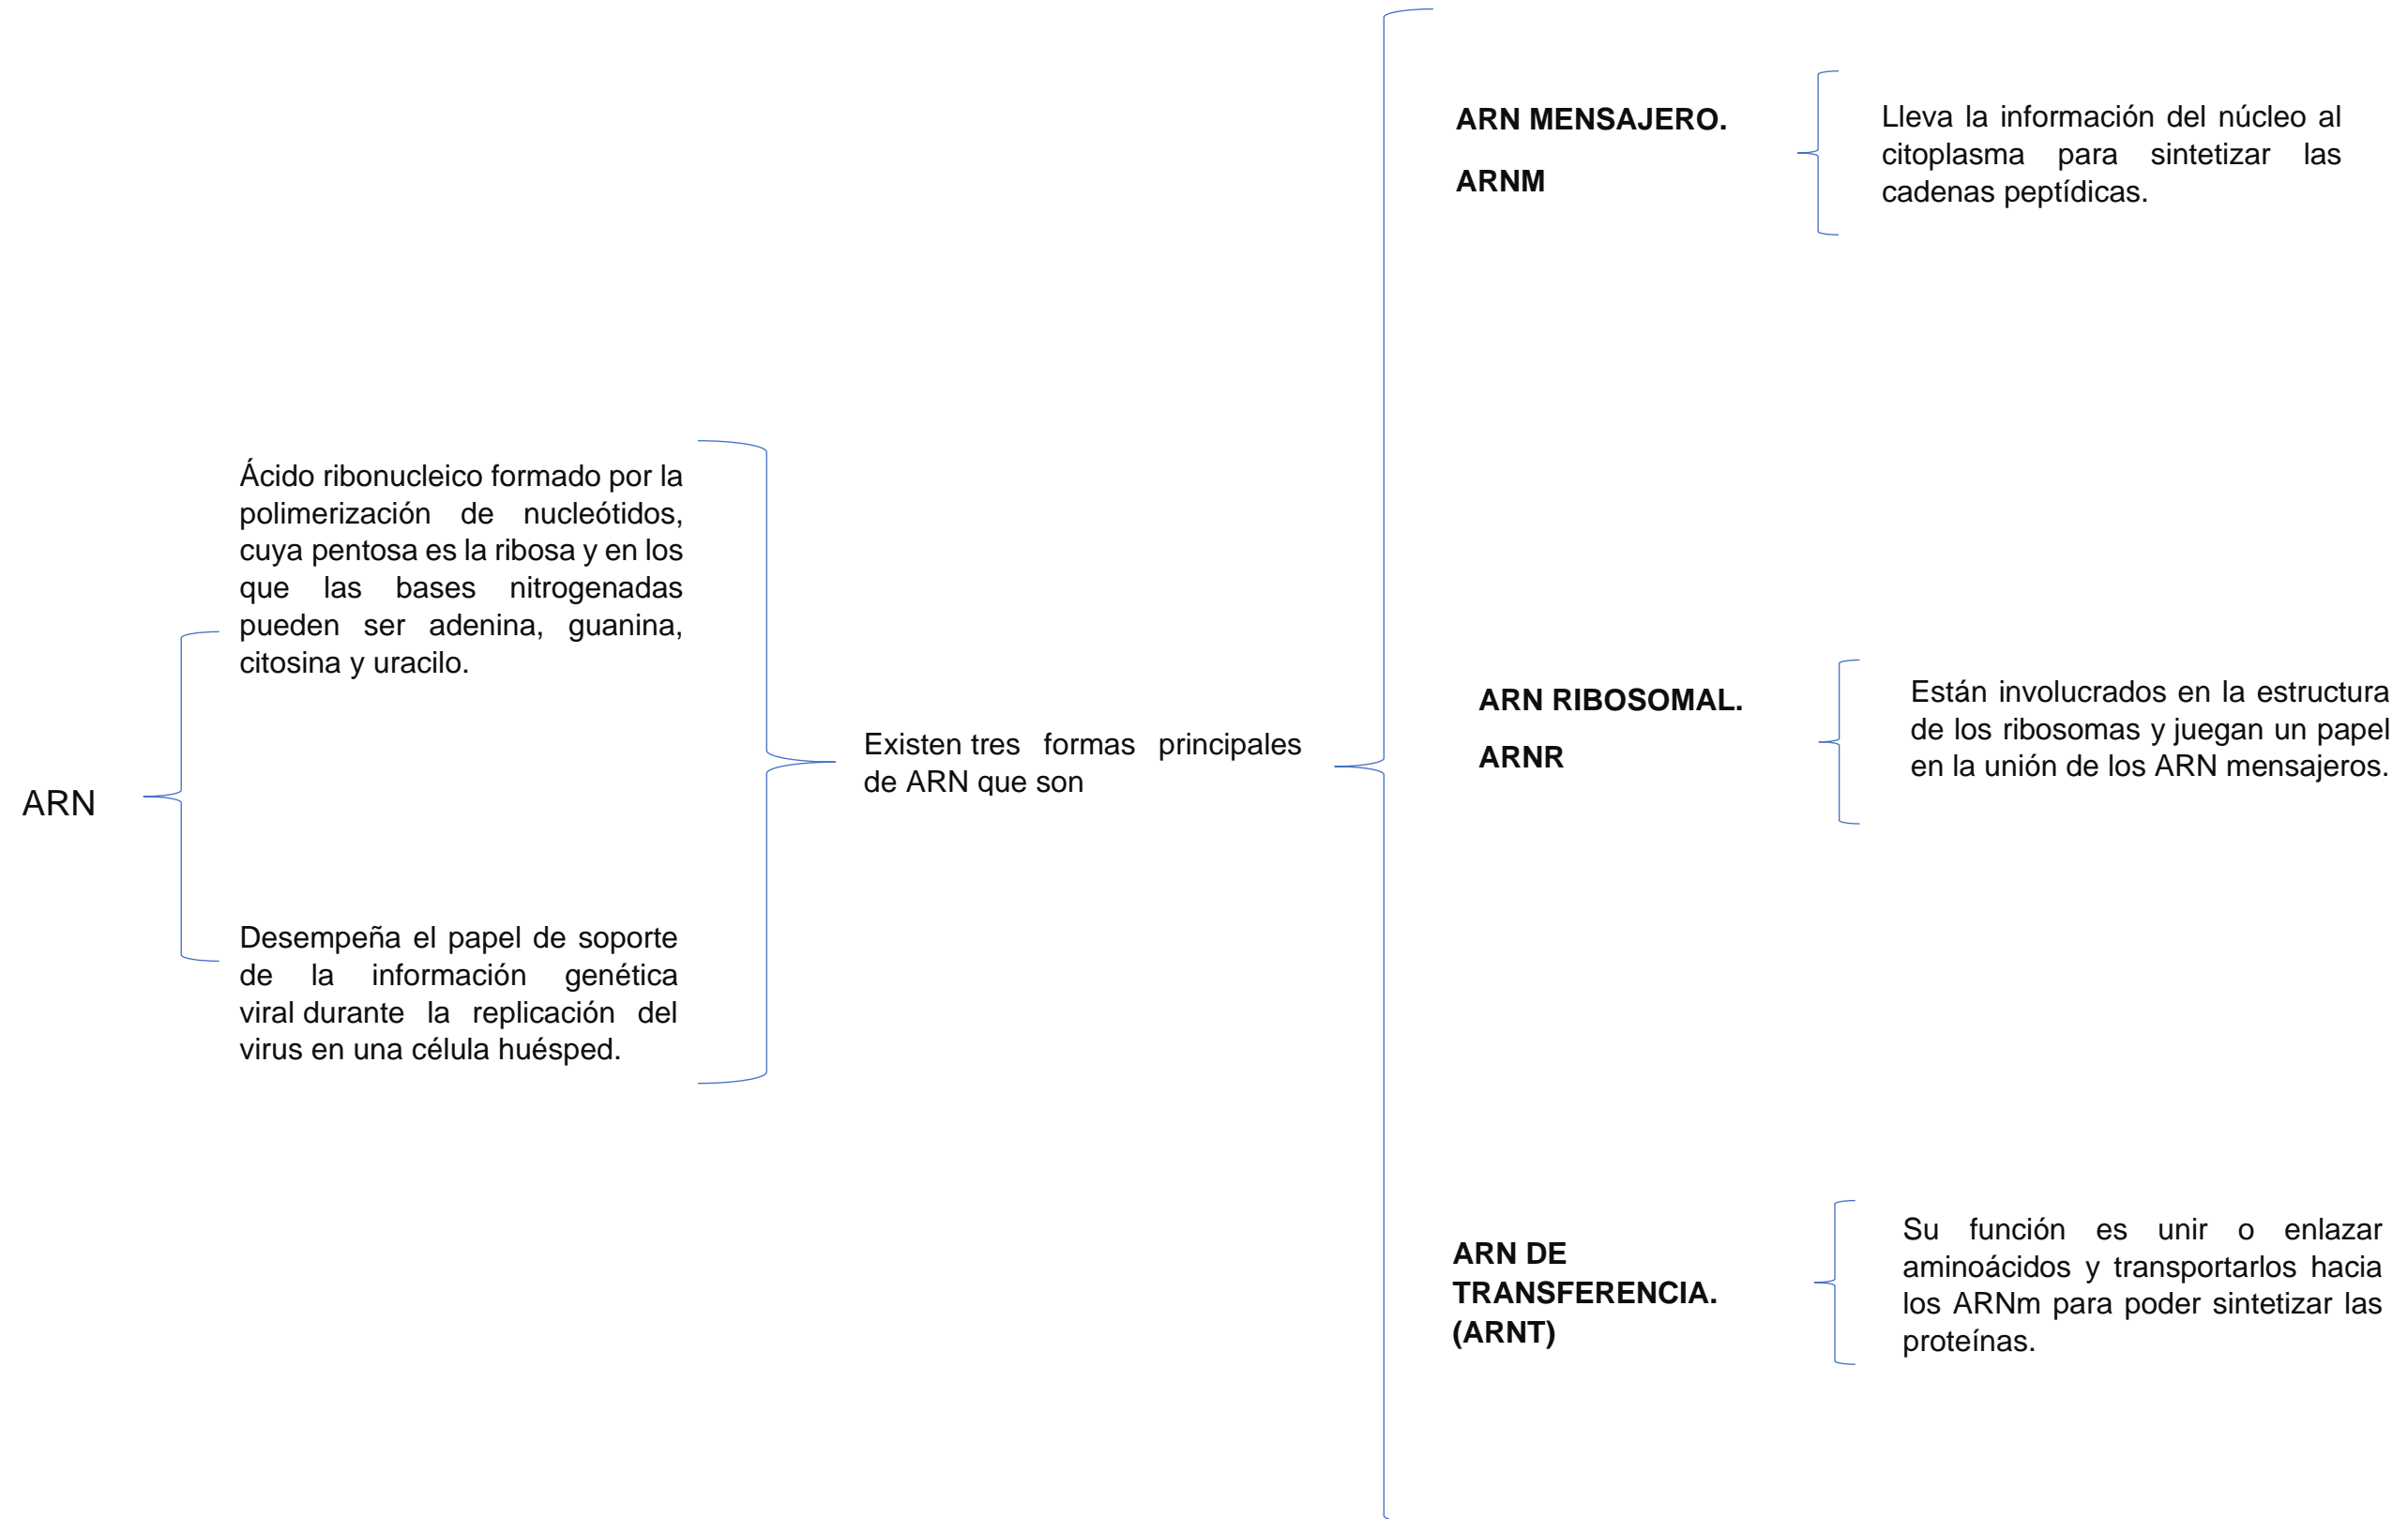 ARN
Ácido ribonucleico formado por la
polimerización de nucleótidos,
cuya pentosa es la ribosa y en los
que las bases nitrogenadas
pueden ser adenina, guanina,
citosina y uracilo.
Desempeña el papel de soporte
de la información genética
viral durante la replicación del
virus en una célula huésped.
Existen tres formas principales
de ARN que son
ARN MENSAJERO.
ARNM
Lleva la información del núcleo al
citoplasma para sintetizar las
cadenas peptídicas.
ARN RIBOSOMAL.
ARNR
Están involucrados en la estructura
de los ribosomas y juegan un papel
en la unión de los ARN mensajeros.
ARN DE
TRANSFERENCIA.
(ARNT)
Su función es unir o enlazar
aminoácidos y transportarlos hacia
los ARNm para poder sintetizar las
proteínas.